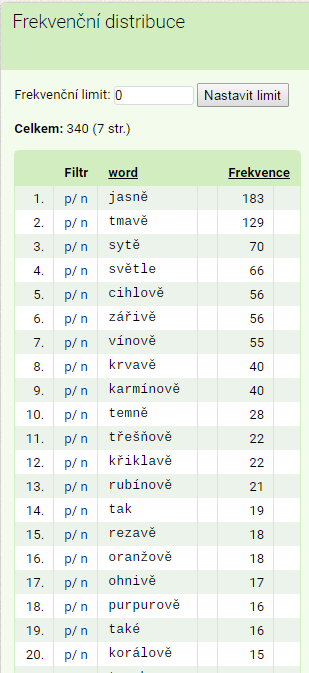 Frekvenční distribuce
Frekvenční limit: 0 Nastavit limit
Celkem: 340 (7 str.)
Filtr word Frekvence
1. p/ n jasně 183
2. p/ n tmavě 129
3. p/ n sytě 70
4. p/ n světle 66
5. p/ n cihlově 56
6. p/ n zářivě 56
7. p/ n vínově 55
8. p/ n krvavě 40
9. p/ n karmínově 40
10. p/ n temně 28
11. p/ n třešňově 22
12. p/ n křiklavě 22
13. p/ n rubínově 21
14. p/ n tak 19
15. p/ n rezavě 18
16. p/ n oranžově 18
17. p/ n ohnivě 17
18. p/ n purpurově 16
19. p/ n také 16
20. p/ n korálově 15